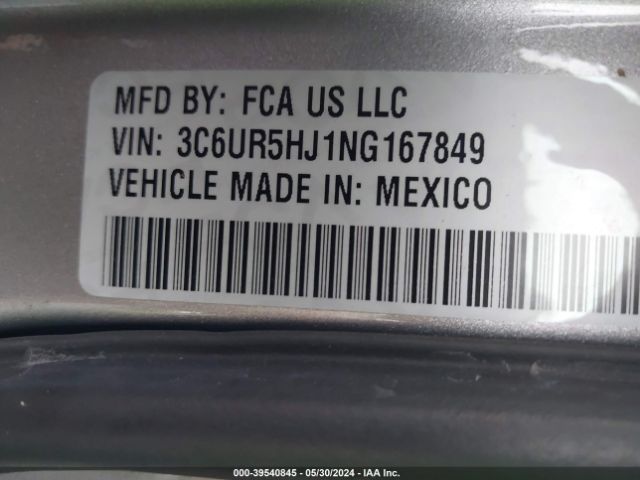 MFD BY: FCA US LLC
VIN: 3C6UR5HJ1NG167849
VEHICLE MADE IN: MEXICO
000-39540845 - 05/30/2024 - IAA Inc.